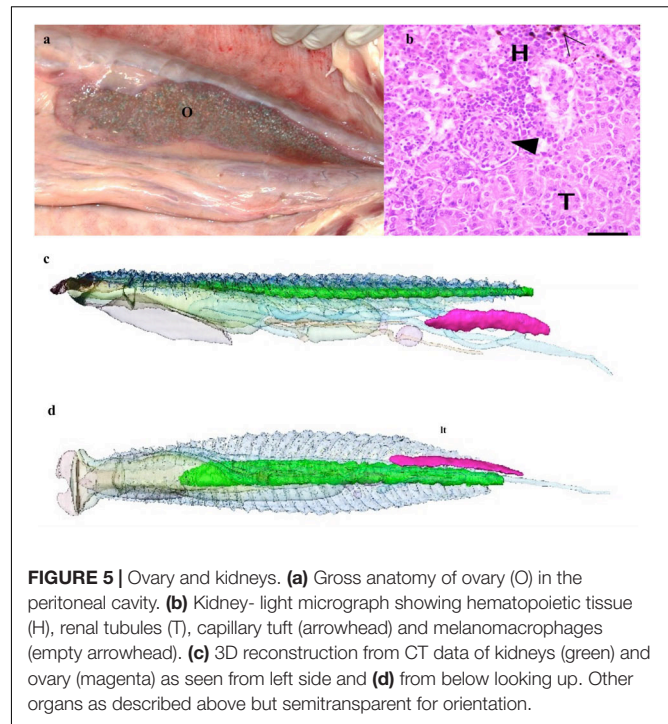 a
b
H
O
T
c
d
lt
FIGURE 5 | Ovary and kidneys. (a) Gross anatomy of ovary (O) in the
peritoneal cavity. (b) Kidney- light micrograph showing hematopoietic tissue
(H), renal tubules (T), capillary tuft (arrowhead) and melanomacrophages
(empty arrowhead). (c) 3D reconstruction from CT data of kidneys (green) and
ovary (magenta) as seen from left side and (d) from below looking up. Other
organs as described above but semitransparent for orientation.